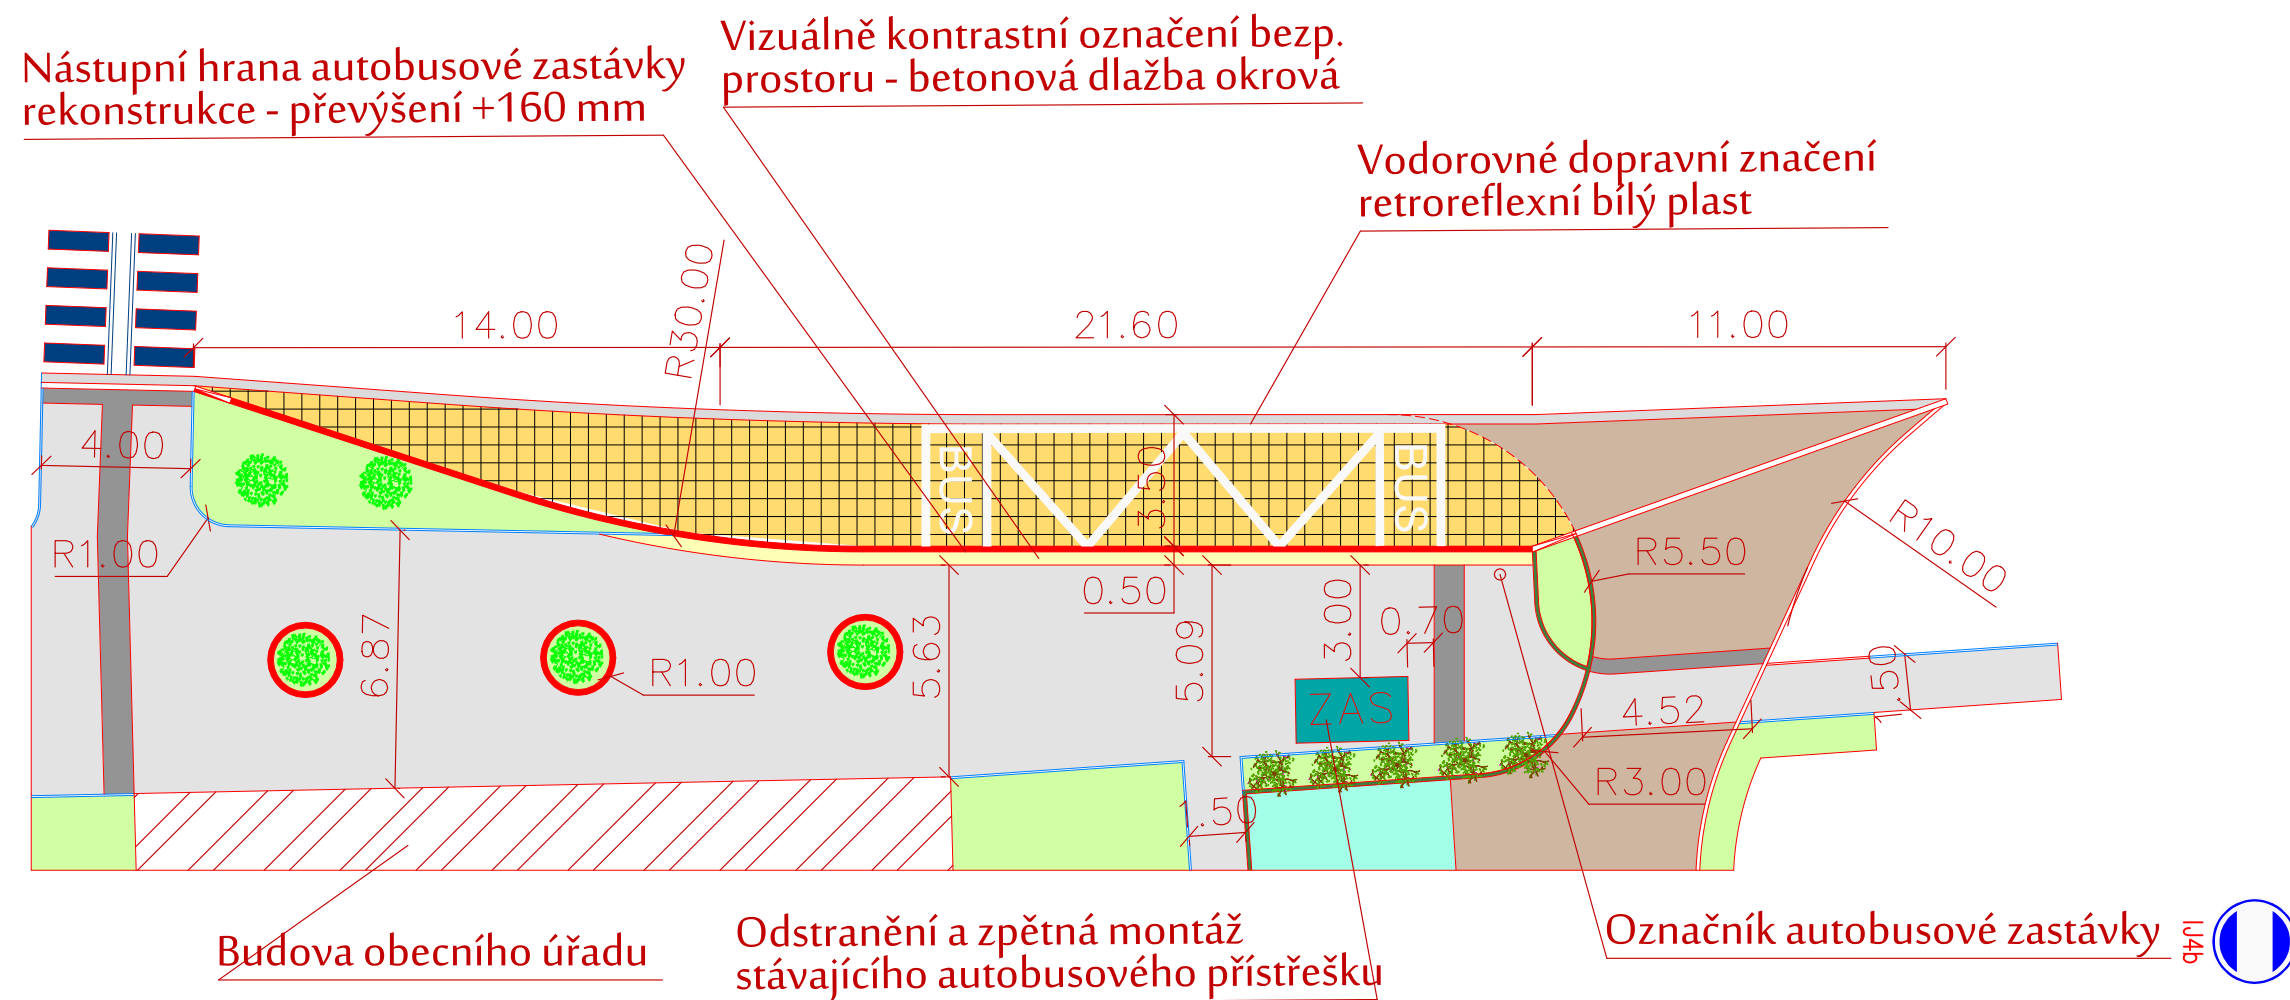 Vizuálně kontrastní označení bezp.
prostoru - betonová dlažba okrová
Nástupní hrana autobusové zastávky
rekonstrukce - převýšení +160 mm
Vodorovné dopravní značení
retroreflexní bílý plast
14.00
R30.00
21.60
11.00
4.00
BUS
3.50
BUS
R1.00
R5.50
R10.00
0.50
3.00
0.70
6.87
R1.00
5.63
5.09
ZAS
4.52
.50
R3.00
.50
Budova obecního úřadu
Odstranění a zpětná montáž
stávajícího autobusového přístřešku
Označník autobusové zastávky
IJ4b